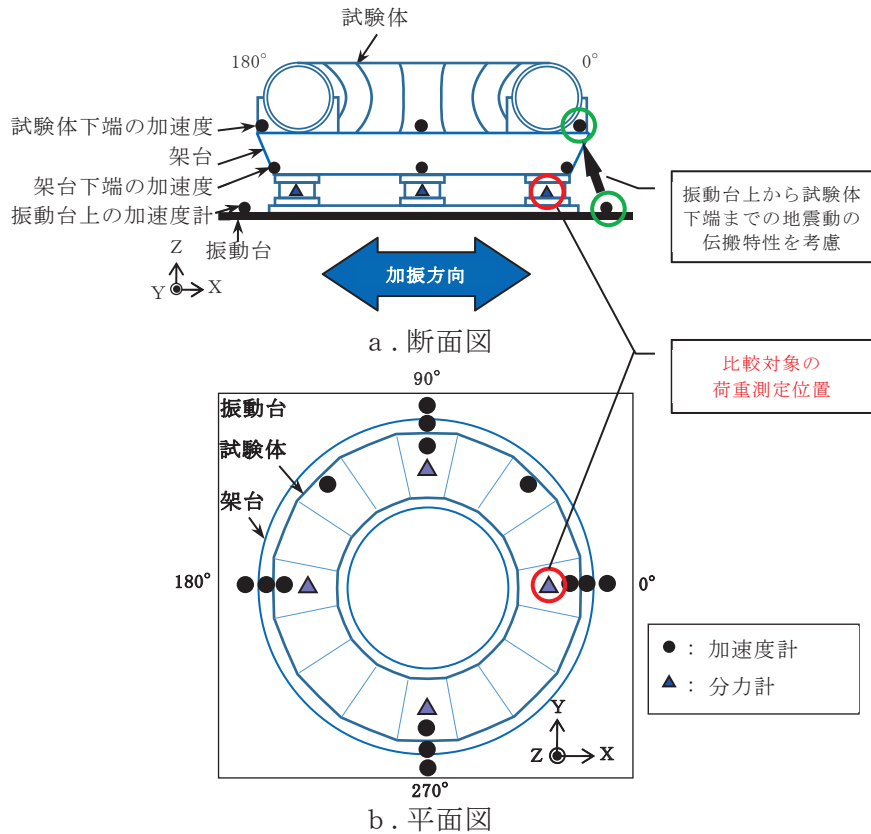 試験体
180°
0°
試験体下端の加速度
架台
架台下端の加速度
振動台上の加速度計
振動台
Z
Y
X
加振方向
振動台上から試験体
下端までの地震動の
伝搬特性を考慮
a.断面図
比較対象の
荷重測定位置
90°
振動台
試験体
架台
180°
0°
●：加速度計
▲：分力計
Y
Z
X
270°
b.平面図